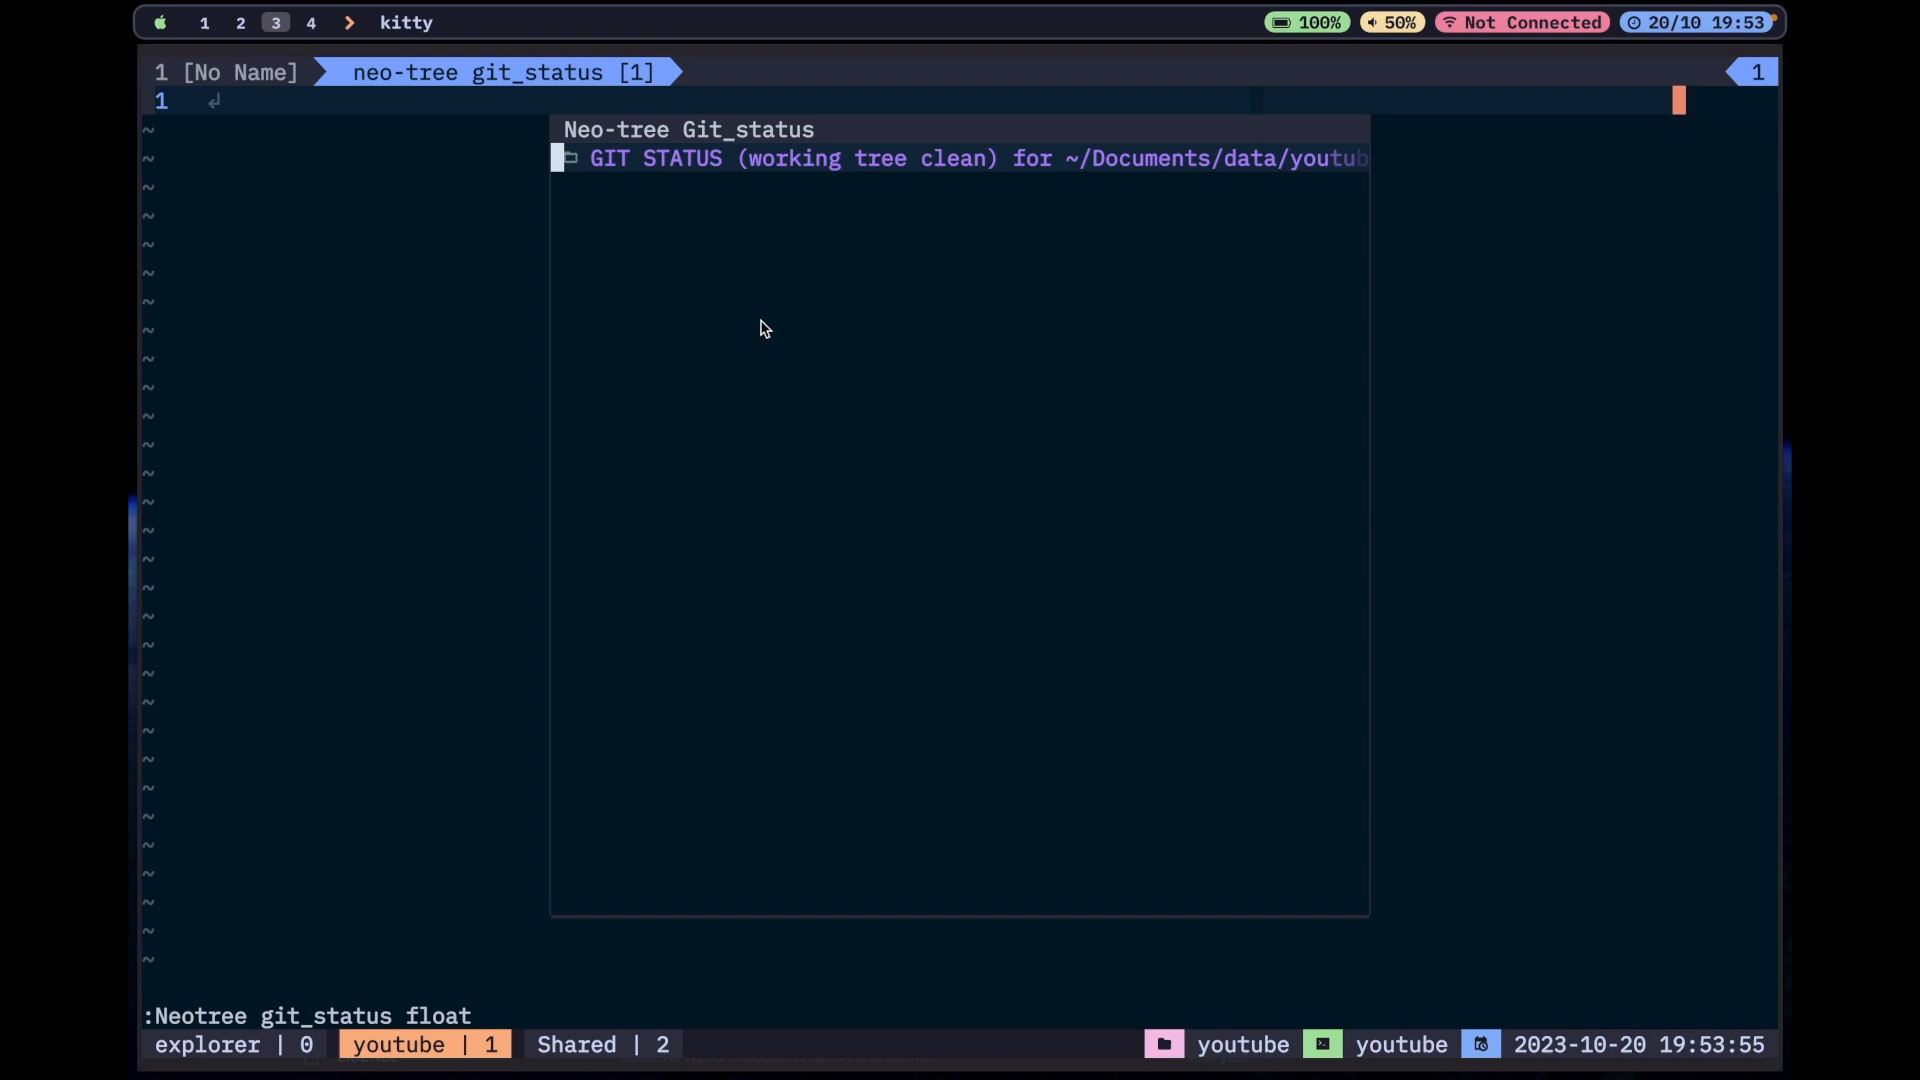 1 2 3 4 kitty 100% 50% Not Connected 20/10 19:53
1 [No Name] neo-tree git_status [1] 1
1
Neo-tree Git_status
GIT STATUS (working tree clean) for ~/Documents/data/youtub
:Neotree git_status float
explorer | 0 youtube | 1 Shared | 2 youtube youtube 2023-10-20 19:53:55